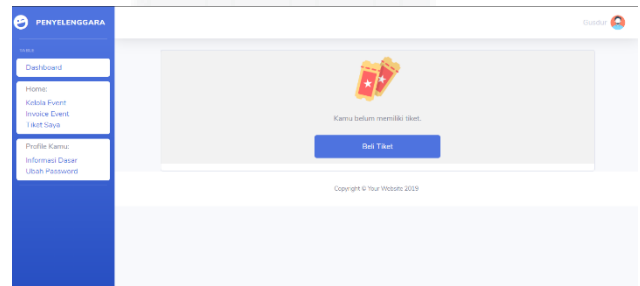 PENYELENGGARA
Guntur
Dashboard
Home:
Kelola Event
Invoice Event
Tiket Saya
Profile Kamu:
Informasi Dasar
Ubah Password
Kamu belum memiliki tiket.
Beli Tiket
Copyright © Your Website 2019